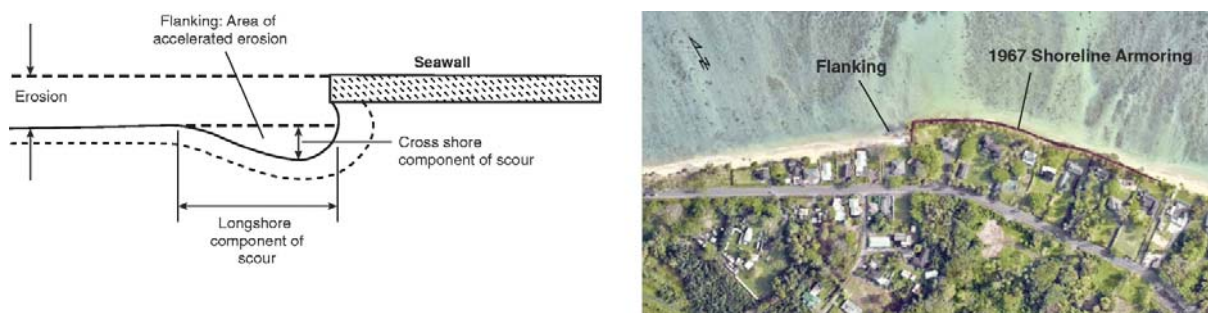 Flanking: Area of
accelerated erosion
Seawall
Erosion
Cross shore
component of scour
Longshore
component of
scour
N
Flanking
1967 Shoreline Armoring